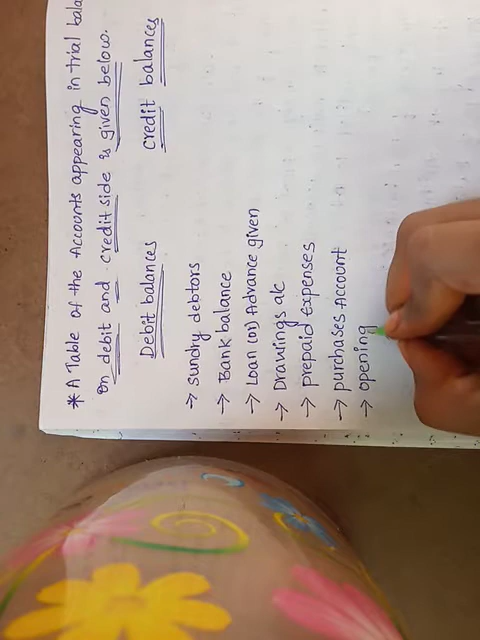 * A Table of the Accounts appearing in trial bala
on debit and credit side is given below.
Debit balances credit balances
→ sundry debtors
→ Bank balance
→ Loan (or) Advance given
→ Drawings a/c
→ prepaid expenses
→ purchases Account
→ opening